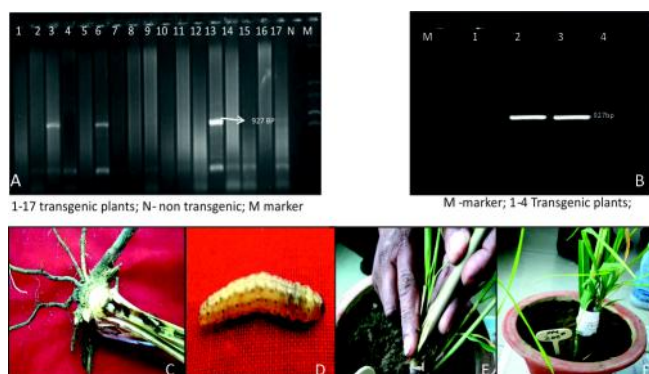 1 2 3 4 5 6 7 8 9 10 11 12 13 14 15 16 17 N M
927 BP
A
1-17 transgenic plants; N- non transgenic; M marker
M 1 2 3 4
927bp
B
M -marker; 1-4 Transgenic plants;
C
D
E
F